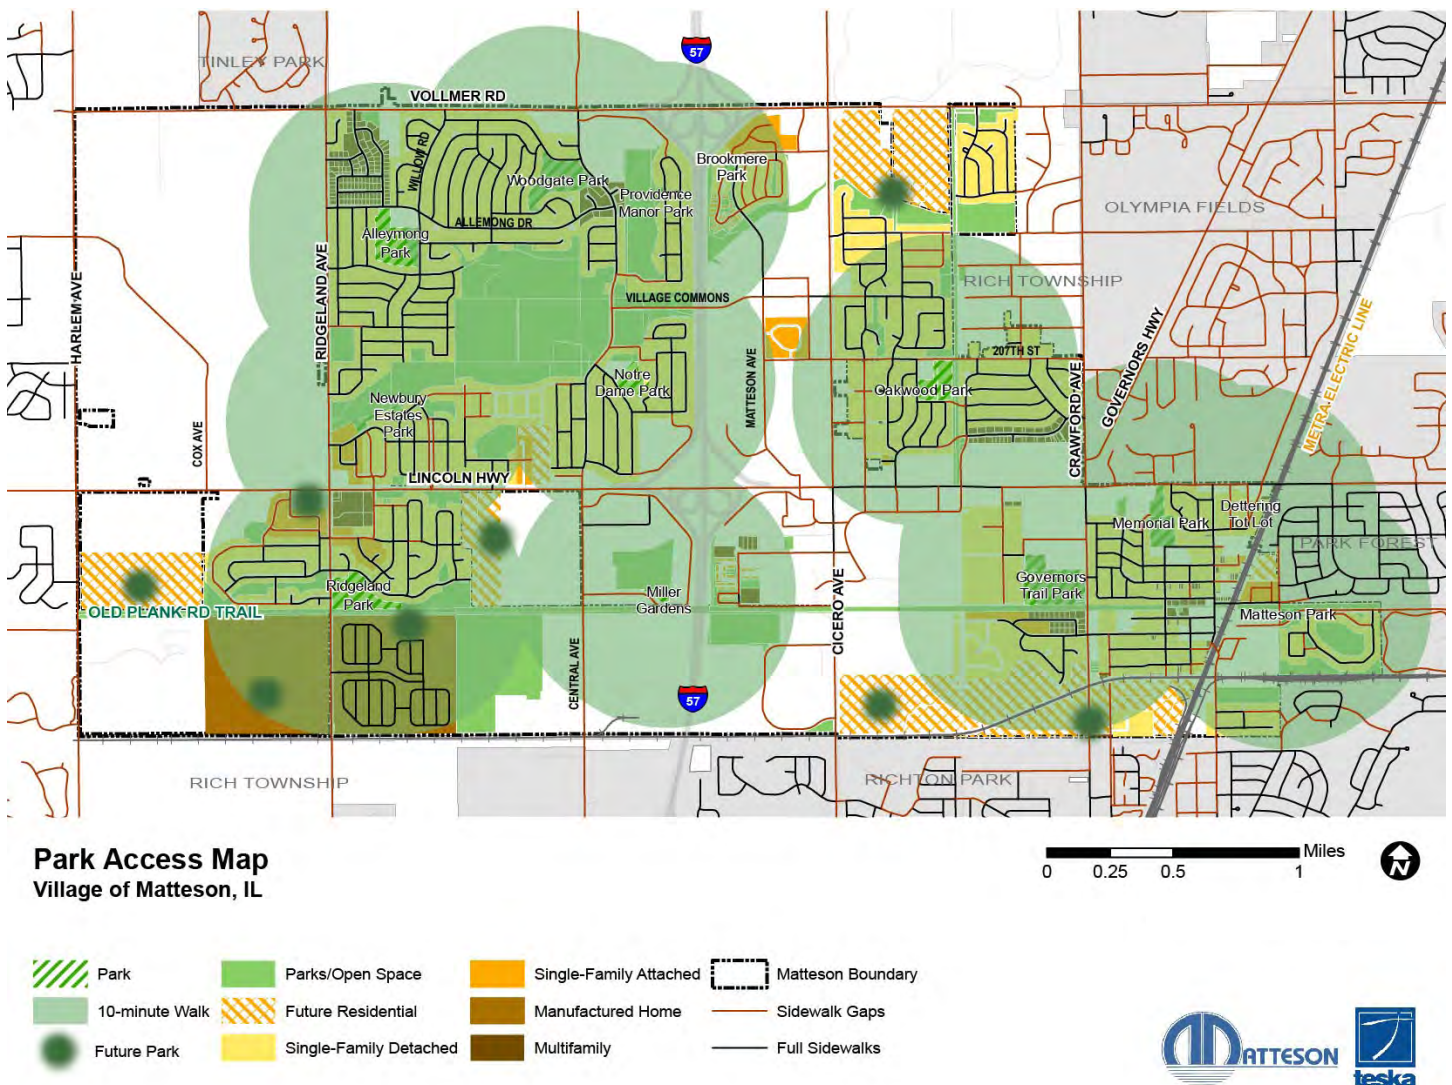 57
TINLEY PARK
VOLLMER RD
WILLOW RD
Brookmere
Park
Woodgate Park
Providence
Manor Park
OLYMPIA FIELDS
ALLEMONG DR
Alleymong
Park
RICH TOWNSHIP
VILLAGE COMMONS
HARLEM AVE
RIDGELAND AVE
GOVERNORS HWY
METRA ELECTRIC LINE
207TH ST
MATTESON AVE
Notre
Dame Park
Oakwood Park
CRAWFORD AVE
Newbury
Estates
Park
COX AVE
LINCOLN HWY
Dettering
Tot Lot
Memorial Park
PARK FOREST
Ridgeland
Park
Miller
Gardens
Governors
Trail Park
CICERO AVE
OLD PLANK RD TRAIL
Matteson Park
CENTRAL AVE
57
RICH TOWNSHIP
RICHTON PARK
Park Access Map
Village of Matteson, IL
Miles
0 0.25 0.5 1
N
Park
Parks/Open Space
Single-Family Attached
Matteson Boundary
10-minute Walk
Future Residential
Manufactured Home
Sidewalk Gaps
Future Park
Single-Family Detached
Multifamily
Full Sidewalks
MATTESON
teska